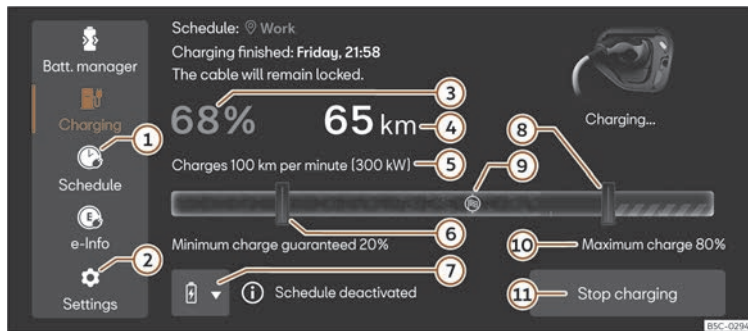 Schedule: Work
Batt. manager
Charging finished: Friday, 21:58
The cable will remain locked.
3
8
68%
65 km
4
Charging...
Charging
1
Charges 100 km per minute (300 kW)
5
9
Schedule
E
e-Info
Minimum charge guaranteed 20%
6
10
Maximum charge 80%
2
7
Settings
Schedule deactivated
11
Stop charging
B5C-0294